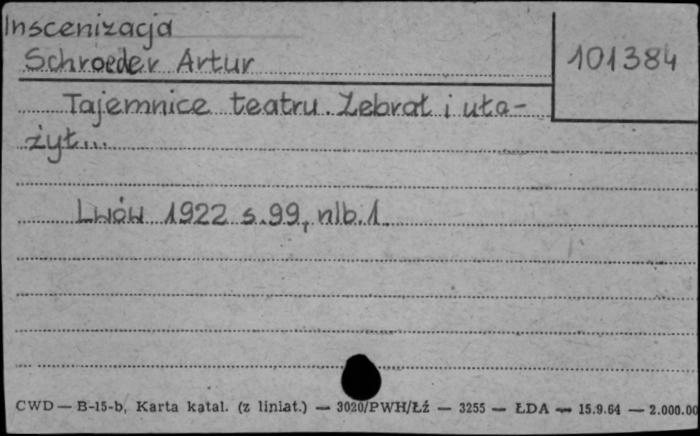 Inscenizacja
Schroeder Artur
101384
Tajemnice teatru. Zebrał i uło-
żył...
Lwów 1922 s. 99, nlb. 1.
CWD — B-15-b, Karta katal. (z liniat.) — 3020/PWH/Łź — 3255 — ŁDA — 15.9.64 — 2.000.00